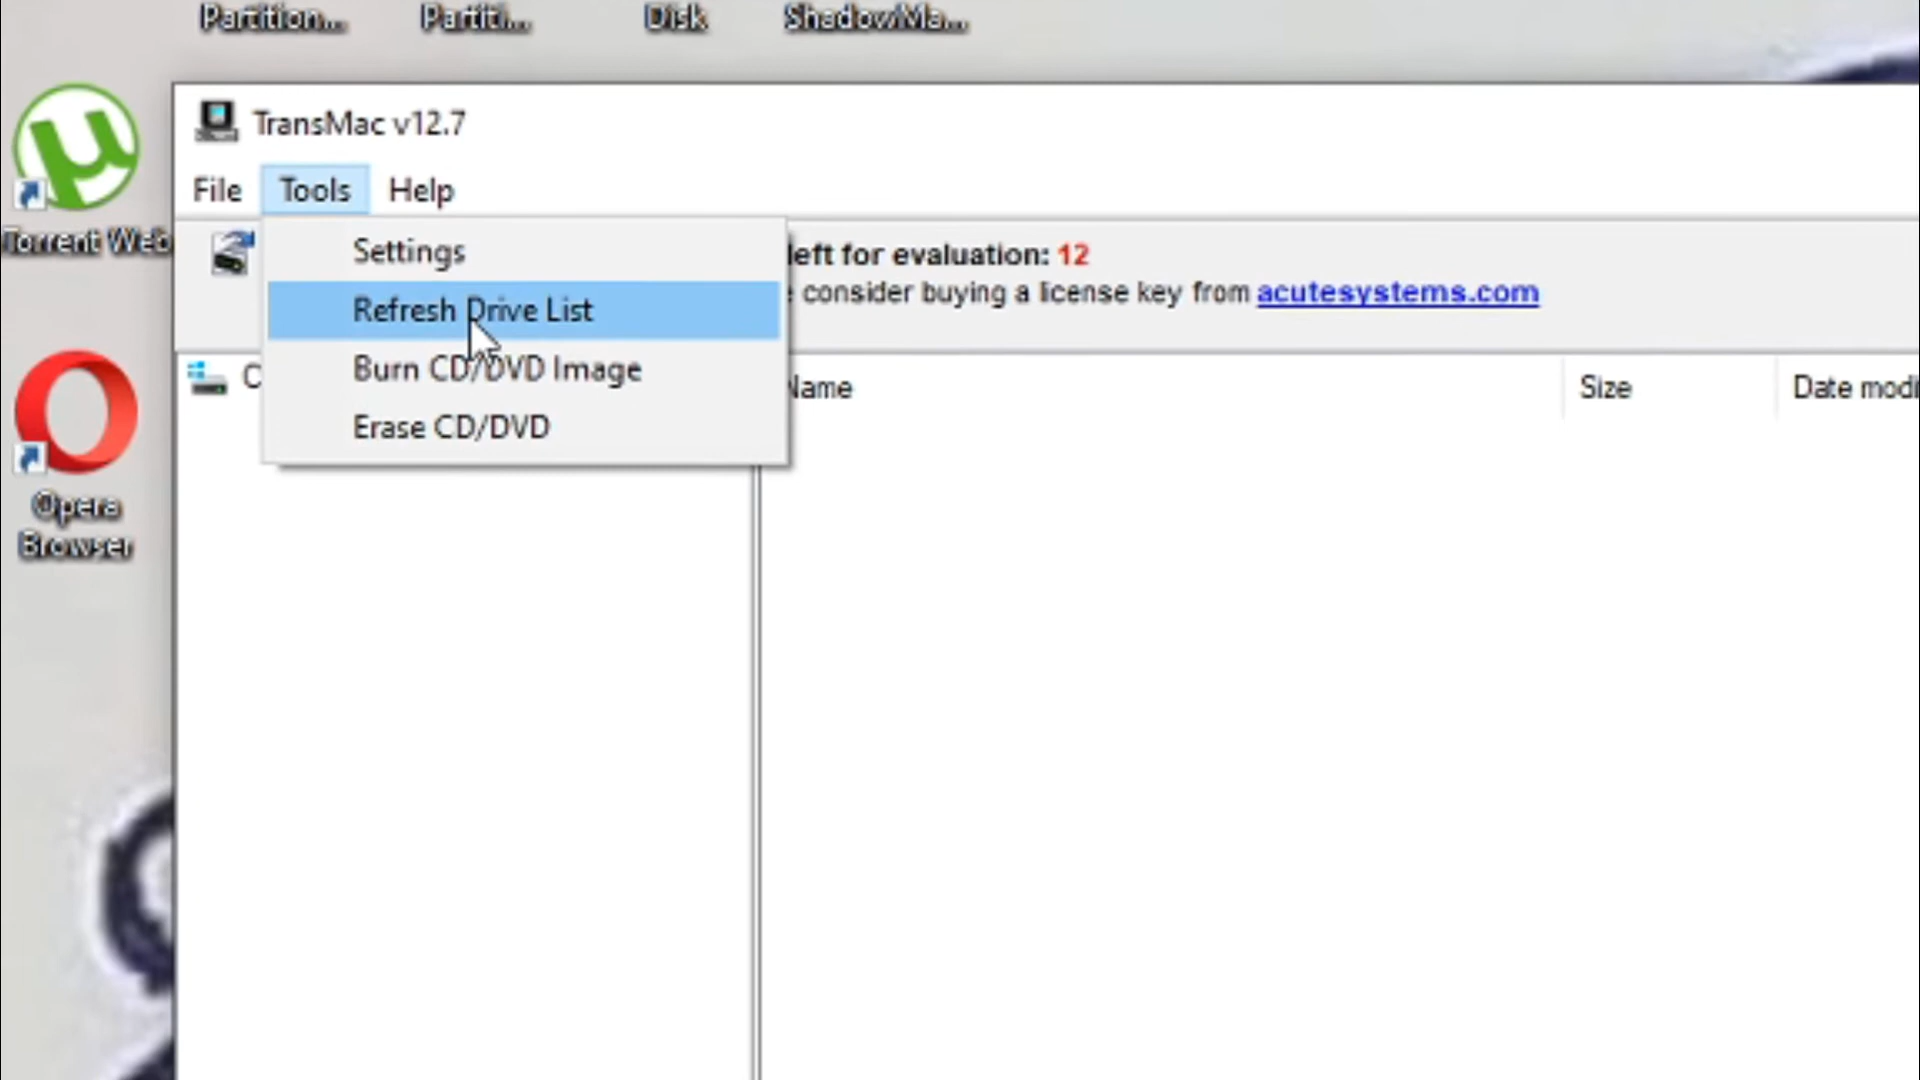 Partition...
Partiti...
Disk
ShadowMa...
TransMac v12.7
File
Tools
Help
Torrent Web
Settings
left for evaluation: 12
consider buying a license key from acutesystems.com
Refresh Drive List
Burn CD/DVD Image
Erase CD/DVD
C
Name
Size
Date modi
Opera
Browser